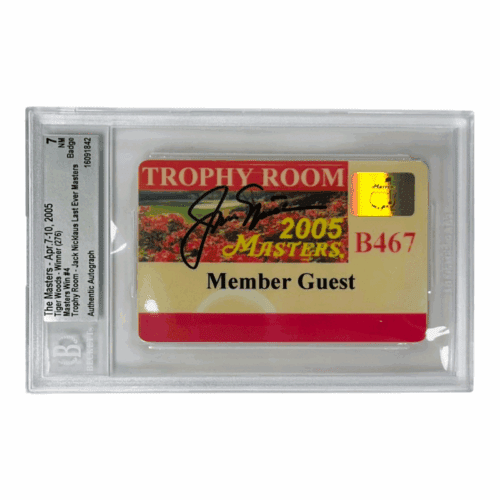 The Masters - Apr.7-10, 2005
Tiger Woods - Winner (276)
Masters Win #4
Trophy Room - Jack Nicklaus Last Ever Masters
Badge
Authentic Autograph
7
NM
16091842
TROPHY ROOM
2005
MASTERS
B467
Member Guest